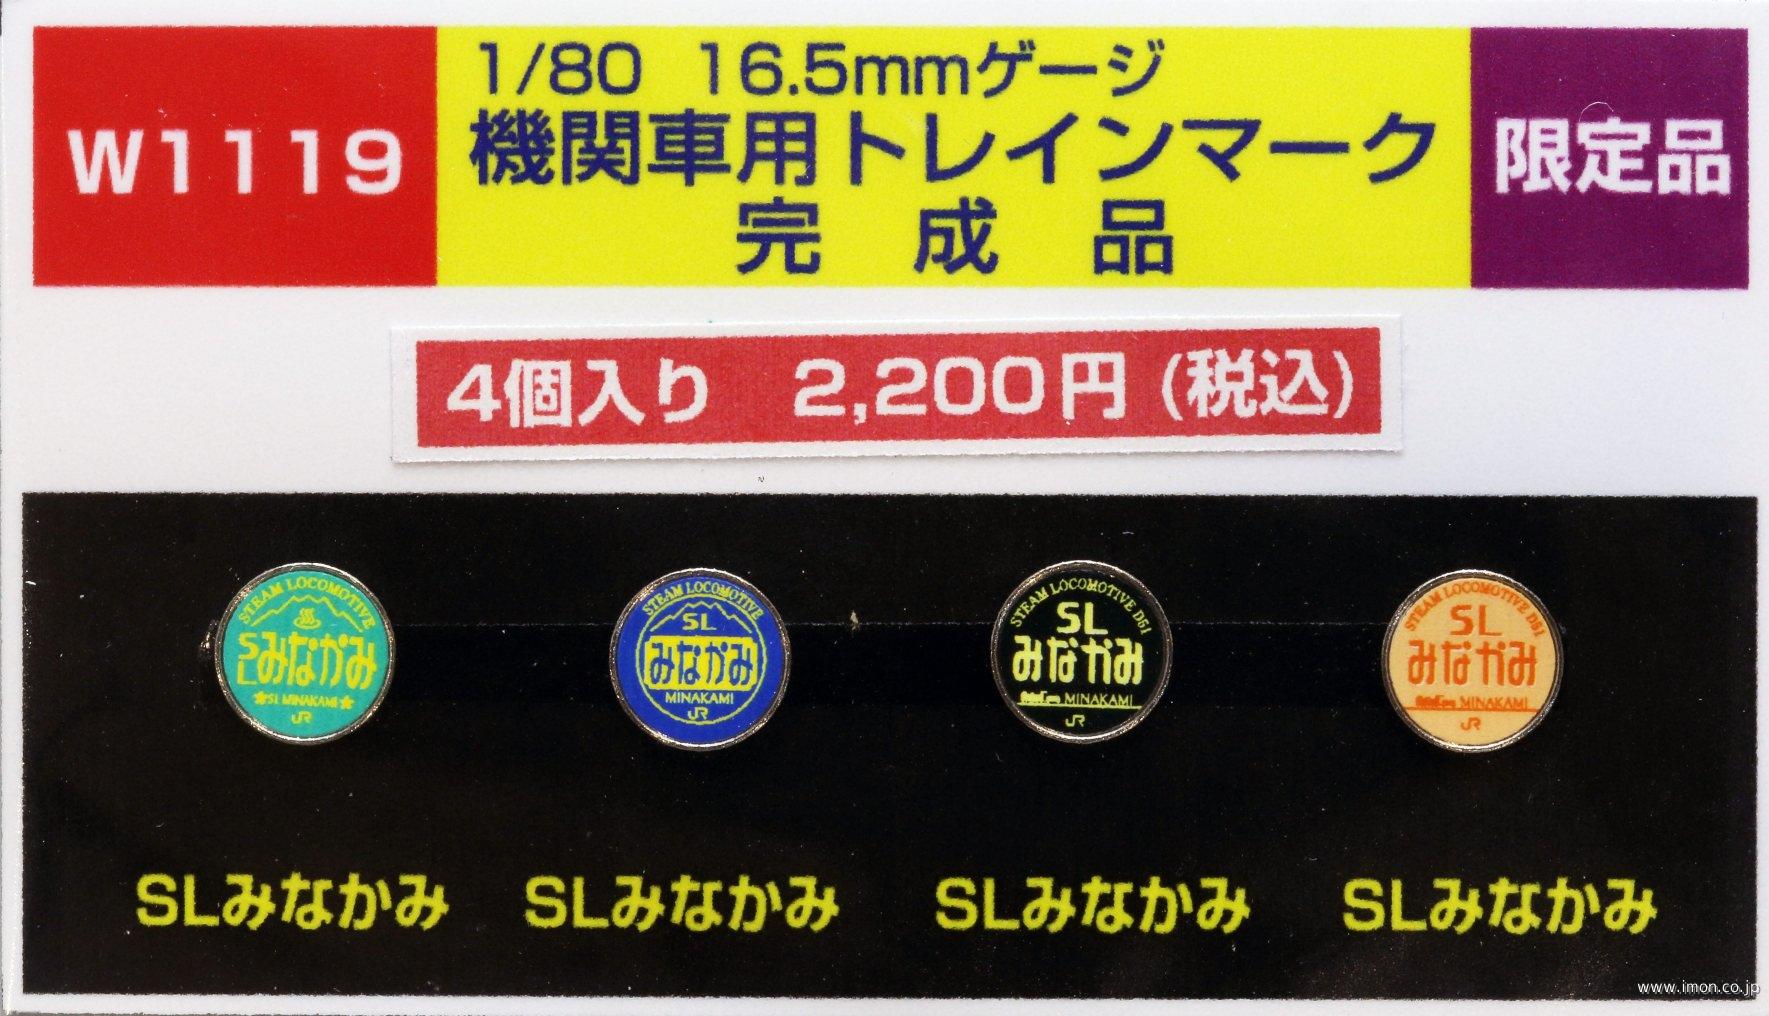 W1119
1/80 16.5mmゲージ
機関車用トレインマーク
完成品
限定品
4個入り 2,200円(税込)
STEAM LOCOMOTIVE
SL
みなかみ
SL MINAKAMI
JR
STEAM LOCOMOTIVE
SL
みなかみ
MINAKAMI
JR
STEAM LOCOMOTIVE D51
SL
みなかみ
MINAKAMI
JR
STEAM LOCOMOTIVE D51
SL
みなかみ
MINAKAMI
JR
SLみなかみ
SLみなかみ
SLみなかみ
SLみなかみ
www.imon.co.jp